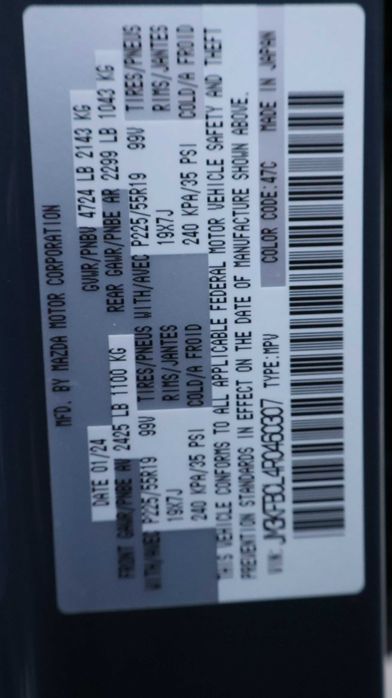 MFD. BY MAZDA MOTOR CORPORATION
DATE 01/24 GVWR/PNBV 4724 LB 2143 KG
FRONT GAWR/PNBE AV 2425 LB 1100 KG REAR GAWR/PNBE AR 2299 LB 1043 KG
WITH/AVEC P225/55R19 99V TIRES/PNEUS WITH/AVEC P225/55R19 99V TIRES/PNEUS
19X7J RIMS/JANTES 19X7J RIMS/JANTES
240 KPA/35 PSI COLD/A FROID 240 KPA/35 PSI COLD/A FROID
THIS VEHICLE CONFORMS TO ALL APPLICABLE FEDERAL MOTOR VEHICLE SAFETY AND THEFT
PREVENTION STANDARDS IN EFFECT ON THE DATE OF MANUFACTURE SHOWN ABOVE.
VIN: JM3KFBCL4R0460307 TYPE:MPV COLOR CODE:47C MADE IN JAPAN